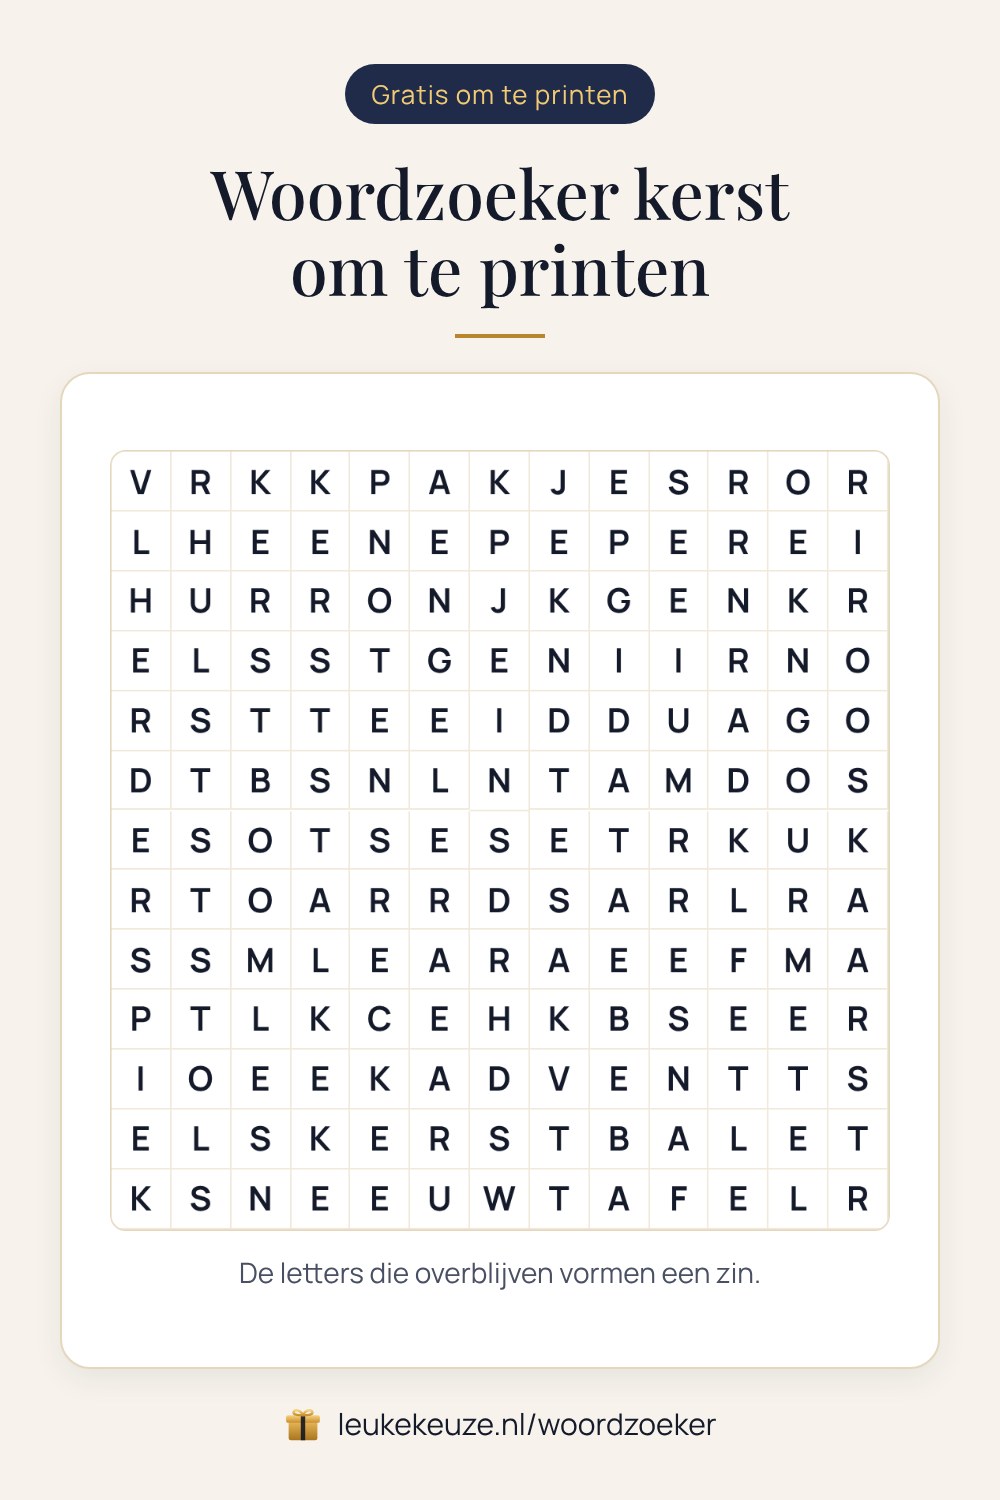 Gratis om te printen
Woordzoeker kerst
om te printen
V R K K P A K J E S R O R
L H E E N E P E P E R E I
H U R R O N J K G E N K R
E L S S T G E N I I R N O
R S T T E E I D D U A G O
D T B S N L N T A M D O S
E S O T S E S E T R K U K
R T O A R R D S A R L R A
S S M L E A R A E E F M A
P T L K C E H K B S E E R
I O E E K A D V E N T T S
E L S K E R S T B A L E T
K S N E E U W T A F E L R
De letters die overblijven vormen een zin.
leukekeuze.nl/woordzoeker